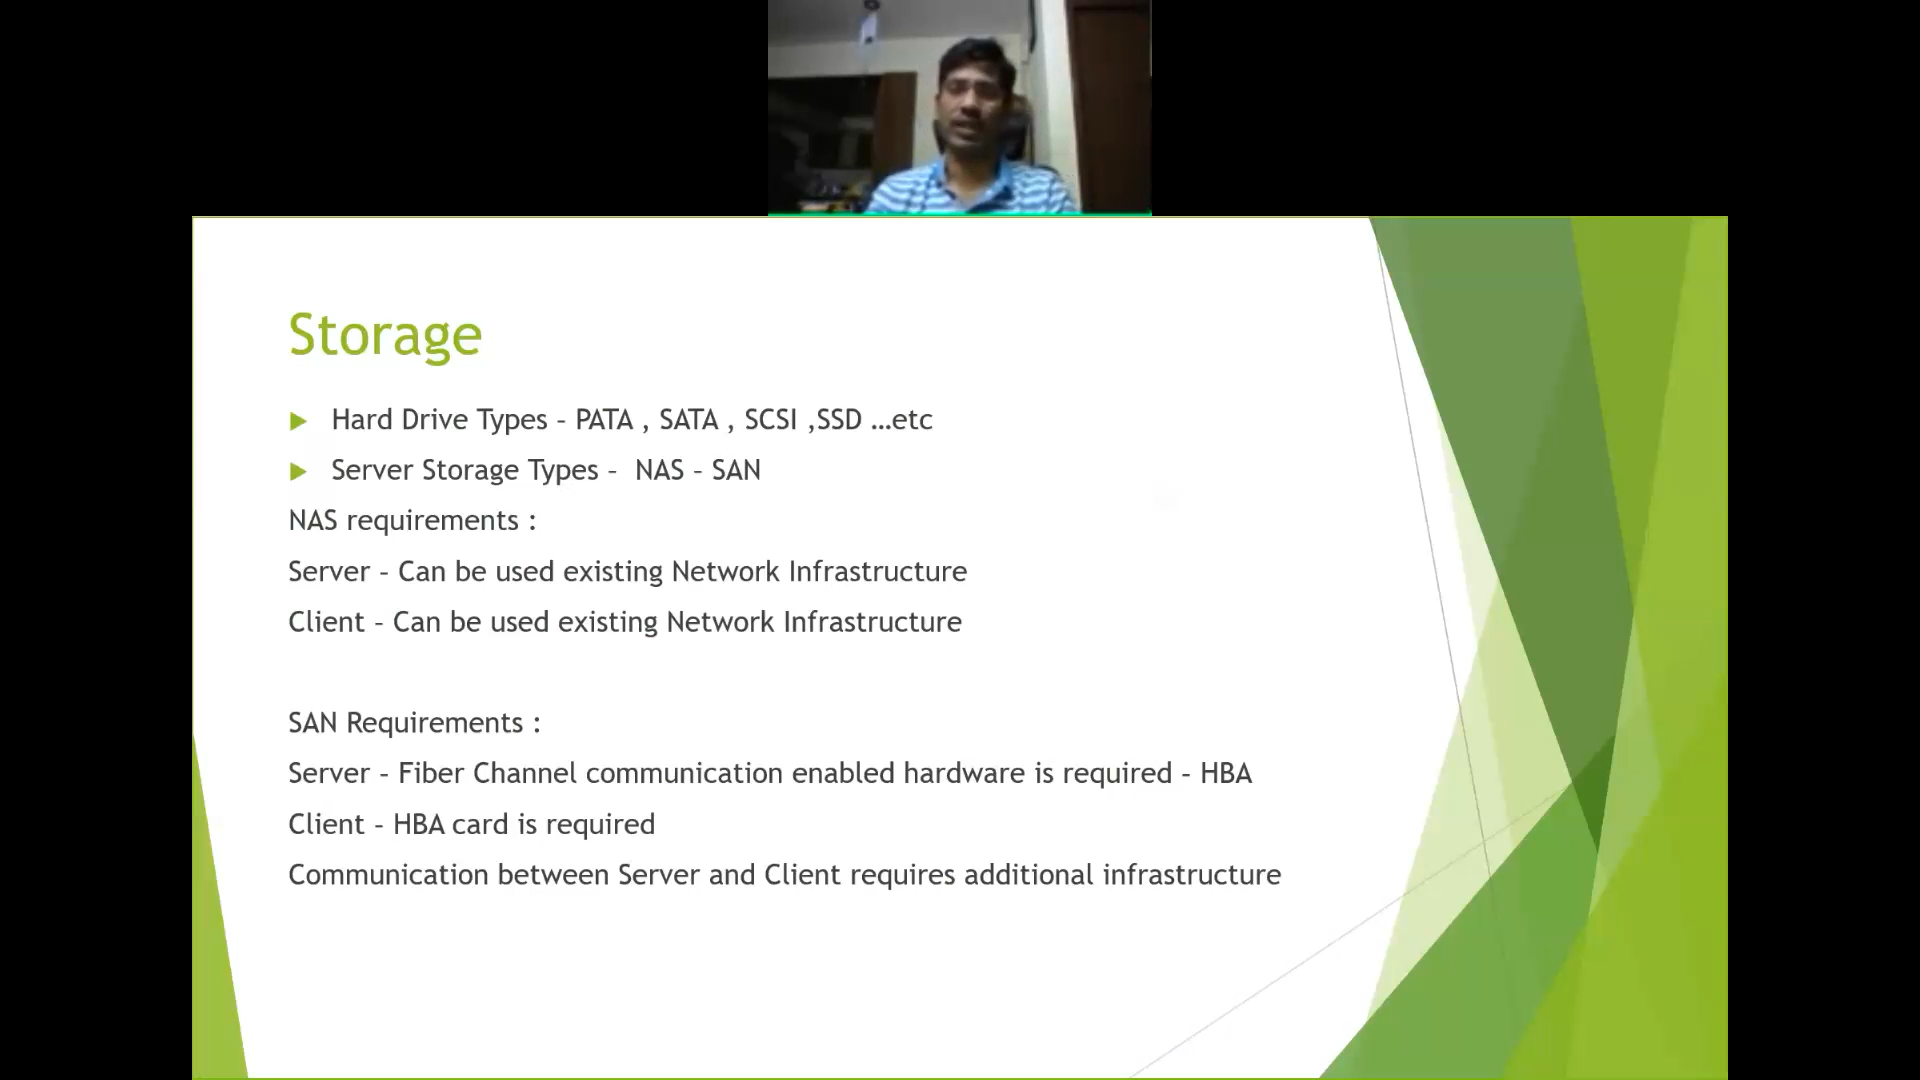 Storage
Hard Drive Types – PATA , SATA , SCSI ,SSD …etc
Server Storage Types –  NAS – SAN
NAS requirements :
Server – Can be used existing Network Infrastructure
Client – Can be used existing Network Infrastructure
SAN Requirements :
Server – Fiber Channel communication enabled hardware is required – HBA
Client – HBA card is required
Communication between Server and Client requires additional infrastructure